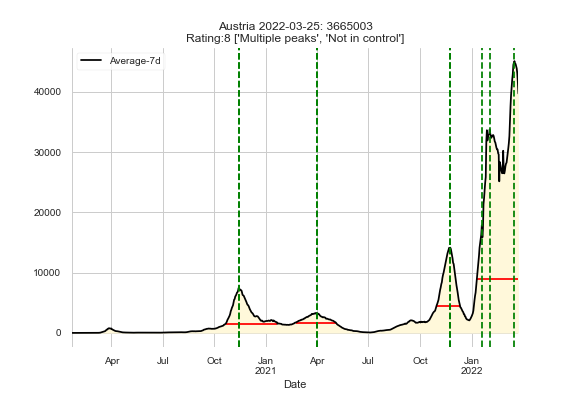 Austria 2022-03-25: 3665003
Rating:8 ['Multiple peaks', 'Not in control']
Average-7d
40000
30000
20000
10000
0
Apr Jul Oct Jan Apr Jul Oct Jan
2021 2022
Date